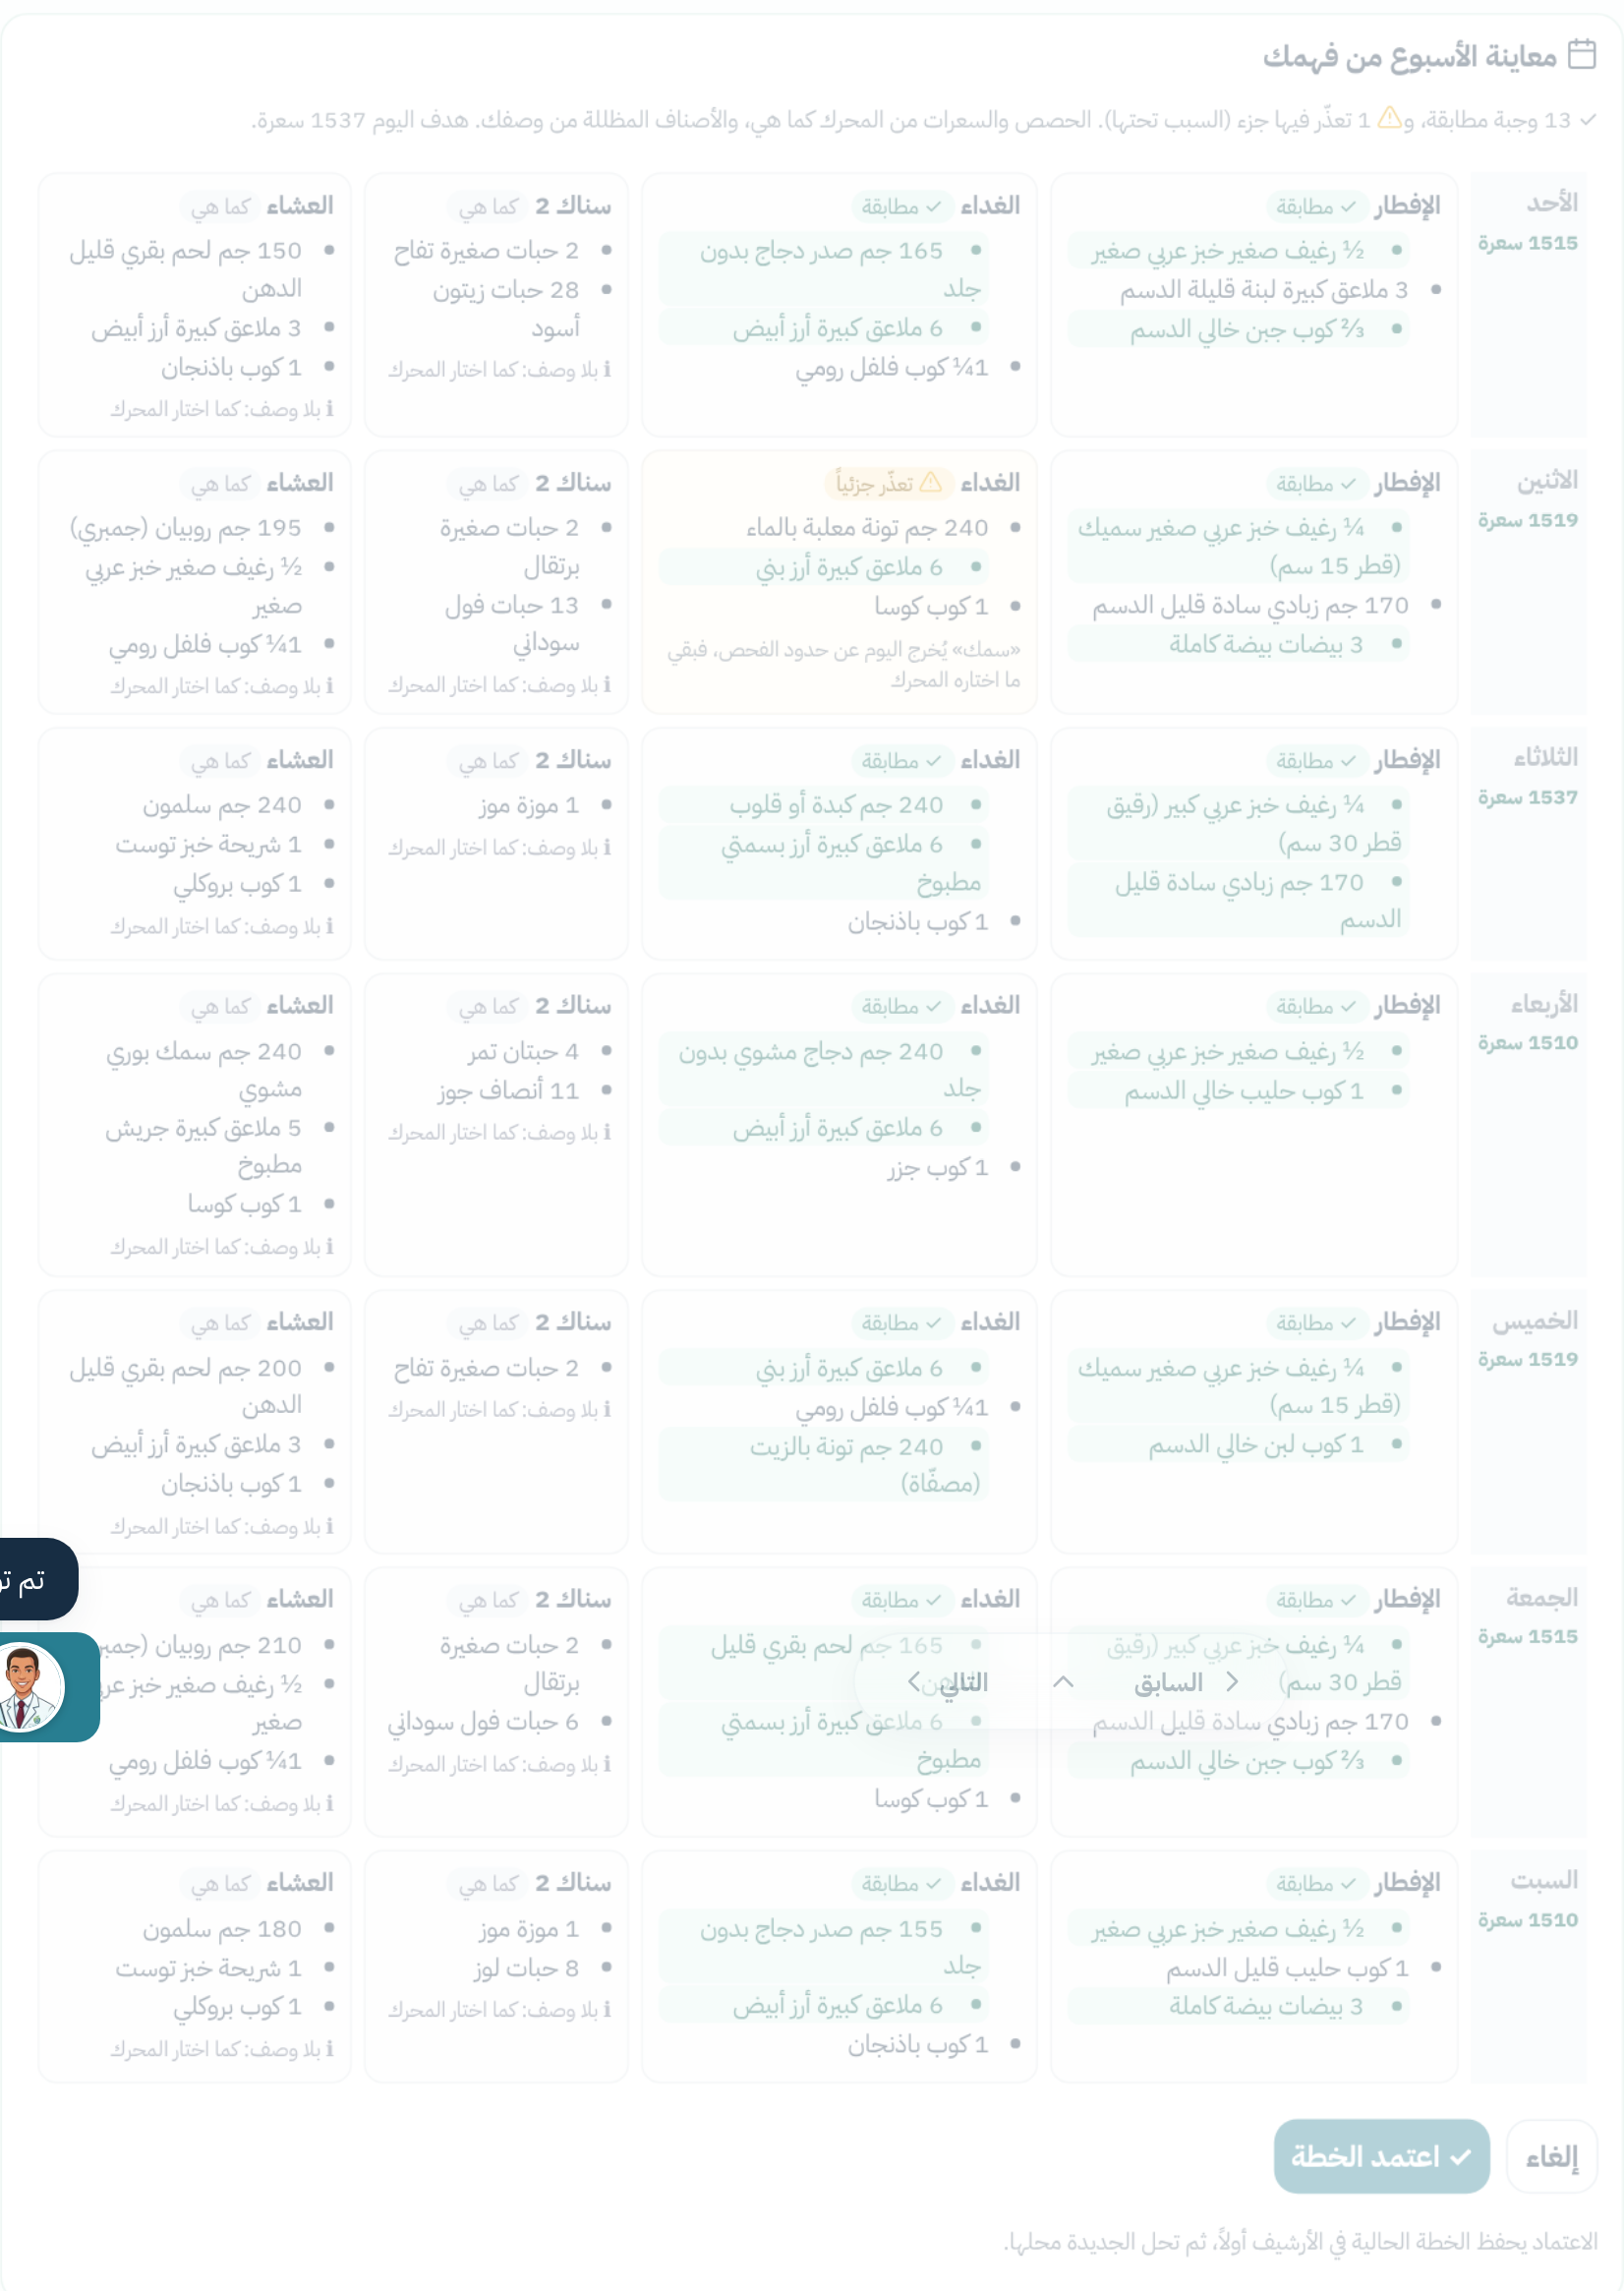 معاينة الأسبوع من فهمك
✓ 13 وجبة مطابقة، و⚠ 1 تعذّر فيها جزء (السبب تحتها). الحصص والسعرات من المحرك كما هي، والأصناف المظللة من وصفك. هدف اليوم 1537 سعرة.
الأحد
1515 سعرة
الإفطار ✓ مطابقة
½ رغيف صغير خبز عربي صغير
3 ملاعق كبيرة لبنة قليلة الدسم
⅔ كوب جبن خالي الدسم
الغداء ✓ مطابقة
165 جم صدر دجاج بدون
جلد
6 ملاعق كبيرة أرز أبيض
1¼ كوب فلفل رومي
سناك 2 كما هي
2 حبات صغيرة تفاح
28 حبات زيتون
أسود
ℹ بلا وصف: كما اختار المحرك
العشاء كما هي
150 جم لحم بقري قليل
الدهن
3 ملاعق كبيرة أرز أبيض
1 كوب باذنجان
ℹ بلا وصف: كما اختار المحرك
الاثنين
1519 سعرة
الإفطار ✓ مطابقة
¼ رغيف خبز عربي صغير سميك
(قطر 15 سم)
170 جم زبادي سادة قليل الدسم
3 بيضات بيضة كاملة
الغداء ⚠ تعذّر جزئياً
240 جم تونة معلبة بالماء
6 ملاعق كبيرة أرز بني
1 كوب كوسا
«سمك» يُخرج اليوم عن حدود الفحص، فبقي
ما اختاره المحرك
سناك 2 كما هي
2 حبات صغيرة
برتقال
13 حبات فول
سوداني
ℹ بلا وصف: كما اختار المحرك
العشاء كما هي
195 جم روبيان (جمبري)
½ رغيف صغير خبز عربي
صغير
1¼ كوب فلفل رومي
ℹ بلا وصف: كما اختار المحرك
الثلاثاء
1537 سعرة
الإفطار ✓ مطابقة
¼ رغيف خبز عربي كبير (رقيق
قطر 30 سم)
170 جم زبادي سادة قليل
الدسم
الغداء ✓ مطابقة
240 جم كبدة أو قلوب
6 ملاعق كبيرة أرز بسمتي
مطبوخ
1 كوب باذنجان
سناك 2 كما هي
1 موزة موز
ℹ بلا وصف: كما اختار المحرك
العشاء كما هي
240 جم سلمون
1 شريحة خبز توست
1 كوب بروكلي
ℹ بلا وصف: كما اختار المحرك
الأربعاء
1510 سعرة
الإفطار ✓ مطابقة
½ رغيف صغير خبز عربي صغير
1 كوب حليب خالي الدسم
الغداء ✓ مطابقة
240 جم دجاج مشوي بدون
جلد
6 ملاعق كبيرة أرز أبيض
1 كوب جزر
سناك 2 كما هي
4 حبتان تمر
11 أنصاف جوز
ℹ بلا وصف: كما اختار المحرك
العشاء كما هي
240 جم سمك بوري
مشوي
5 ملاعق كبيرة جريش
مطبوخ
1 كوب كوسا
ℹ بلا وصف: كما اختار المحرك
الخميس
1519 سعرة
الإفطار ✓ مطابقة
¼ رغيف خبز عربي صغير سميك
(قطر 15 سم)
1 كوب لبن خالي الدسم
الغداء ✓ مطابقة
6 ملاعق كبيرة أرز بني
1¼ كوب فلفل رومي
240 جم تونة بالزيت
(مصفّاة)
سناك 2 كما هي
2 حبات صغيرة تفاح
ℹ بلا وصف: كما اختار المحرك
العشاء كما هي
200 جم لحم بقري قليل
الدهن
3 ملاعق كبيرة أرز أبيض
1 كوب باذنجان
ℹ بلا وصف: كما اختار المحرك
تم
الجمعة
1515 سعرة
الإفطار ✓ مطابقة
¼ رغيف خبز عربي كبير (رقيق
قطر 30 سم)
170 جم زبادي سادة قليل الدسم
⅔ كوب جبن خالي الدسم
السابق
التالي
الغداء ✓ مطابقة
165 جم لحم بقري قليل
الدهن
6 ملاعق كبيرة أرز بسمتي
مطبوخ
1 كوب كوسا
سناك 2 كما هي
2 حبات صغيرة
برتقال
6 حبات فول سوداني
ℹ بلا وصف: كما اختار المحرك
العشاء كما هي
210 جم روبيان
½ رغيف صغير خبز
صغير
1¼ كوب فلفل رومي
ℹ بلا وصف: كما اختار المحرك
السبت
1510 سعرة
الإفطار ✓ مطابقة
½ رغيف صغير خبز عربي صغير
1 كوب حليب قليل الدسم
3 بيضات بيضة كاملة
الغداء ✓ مطابقة
155 جم صدر دجاج بدون
جلد
6 ملاعق كبيرة أرز أبيض
1 كوب باذنجان
سناك 2 كما هي
1 موزة موز
8 حبات لوز
ℹ بلا وصف: كما اختار المحرك
العشاء كما هي
180 جم سلمون
1 شريحة خبز توست
1 كوب بروكلي
ℹ بلا وصف: كما اختار المحرك
إلغاء
✓ اعتمد الخطة
الاعتماد يحفظ الخطة الحالية في الأرشيف أولاً، ثم تحل الجديدة محلها.